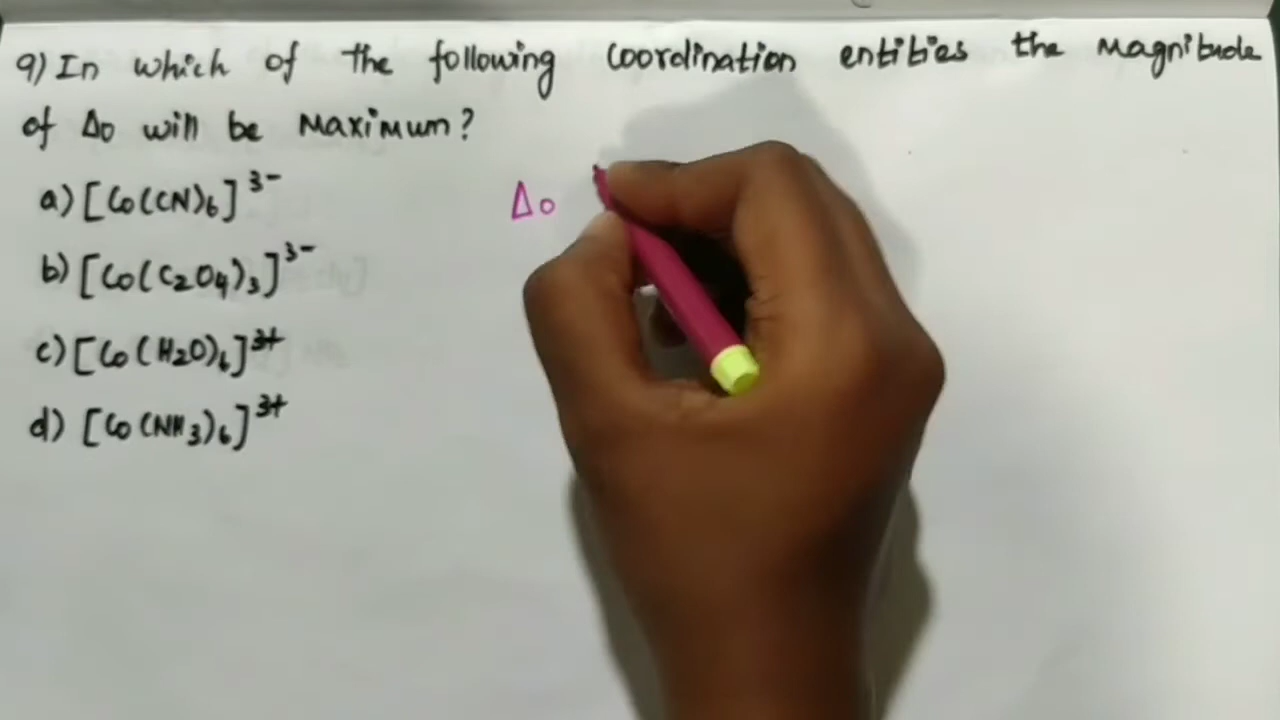 9) In which of the following coordination entities the magnitude
of Δo will be maximum?
a) [Co(CN)6]³⁻
Δo
b) [Co(C2O4)3]³⁻
c) [Co(H2O)6]³⁺
d) [Co(NH3)6]³⁺